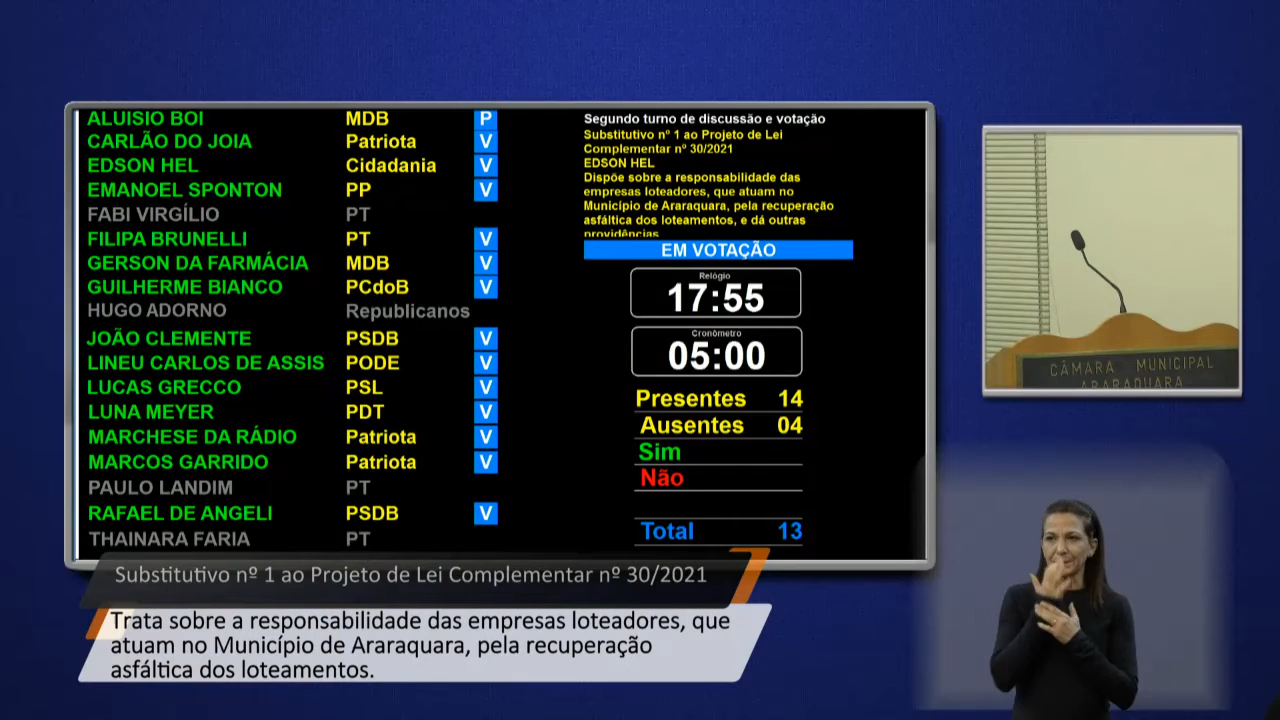 ALUISIO BOI MDB P
CARLÃO DO JOIA Patriota V
EDSON HEL Cidadania V
EMANOEL SPONTON PP V
FABI VIRGÍLIO PT
FILIPA BRUNELLI PT V
GERSON DA FARMÁCIA MDB V
GUILHERME BIANCO PCdoB V
HUGO ADORNO Republicanos
JOÃO CLEMENTE PSDB V
LINEU CARLOS DE ASSIS PODE V
LUCAS GRECCO PSL V
LUNA MEYER PDT V
MARCHESE DA RÁDIO Patriota V
MARCOS GARRIDO Patriota V
PAULO LANDIM PT
RAFAEL DE ANGELI PSDB V
THAINARA FARIA PT
Segundo turno de discussão e votação
Substitutivo nº 1 ao Projeto de Lei
Complementar nº 30/2021
EDSON HEL
Dispõe sobre a responsabilidade das
empresas loteadores, que atuam no
Município de Araraquara, pela recuperação
asfáltica dos loteamentos, e dá outras
providências
EM VOTAÇÃO
Relógio
17:55
Cronômetro
05:00
Presentes 14
Ausentes 04
Sim
Não
Total 13
CÂMARA MUNICIPAL
ARARAQUARA
Substitutivo nº 1 ao Projeto de Lei Complementar nº 30/2021
Trata sobre a responsabilidade das empresas loteadores, que
atuam no Município de Araraquara, pela recuperação
asfáltica dos loteamentos.